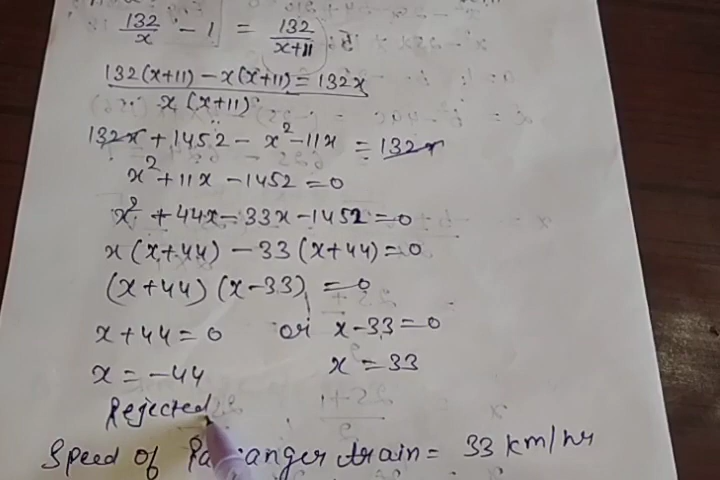 132/x - 1 = 132/x+11
132(x+11) - x(x+11) = 132x
x(x+11)
132x + 1452 - x² - 11x = 132x
x² + 11x - 1452 = 0
x² + 44x - 33x - 1452 = 0
x(x+44) - 33(x+44) = 0
(x+44) (x-33) = 0
x+44 = 0 or x-33 = 0
x = -44 x = 33
Rejected
Speed of Passanger train = 33 km/hr